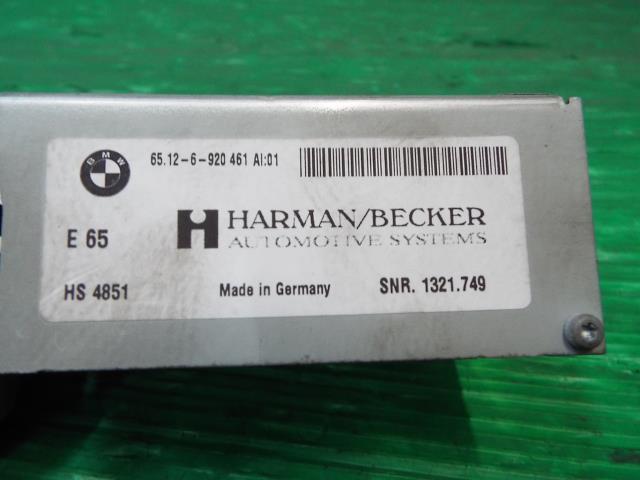 BMW
65.12-6-920 461 AI:01
E 65
HARMAN/BECKER
AUTOMOTIVE SYSTEMS
HS 4851
Made in Germany
SNR. 1321.749